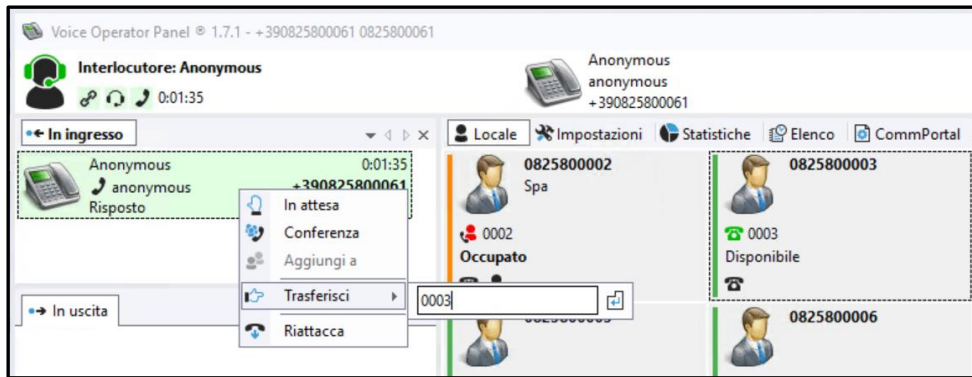 Voice Operator Panel ® 1.7.1 - +390825800061 0825800061
Interlocutore: Anonymous
0:01:35
Anonymous
anonymous
+390825800061
In ingresso
Locale Impostazioni Statistiche Elenco CommPortal
Anonymous 0:01:35
anonymous +390825800061
Risposto
In attesa
Conferenza
Aggiungi a
Trasferisci 0003
Riattacca
In uscita
0825800002
Spa
0002
Occupato
0825800003
0003
Disponibile
0825800006